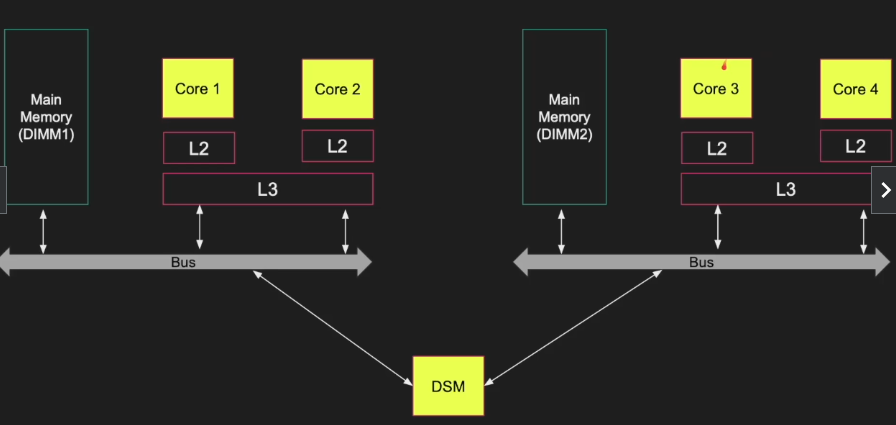 Main
Memory
(DIMM1)
Core 1
Core 2
L2
L2
L3
Bus
Main
Memory
(DIMM2)
Core 3
Core 4
L2
L2
L3
Bus
DSM